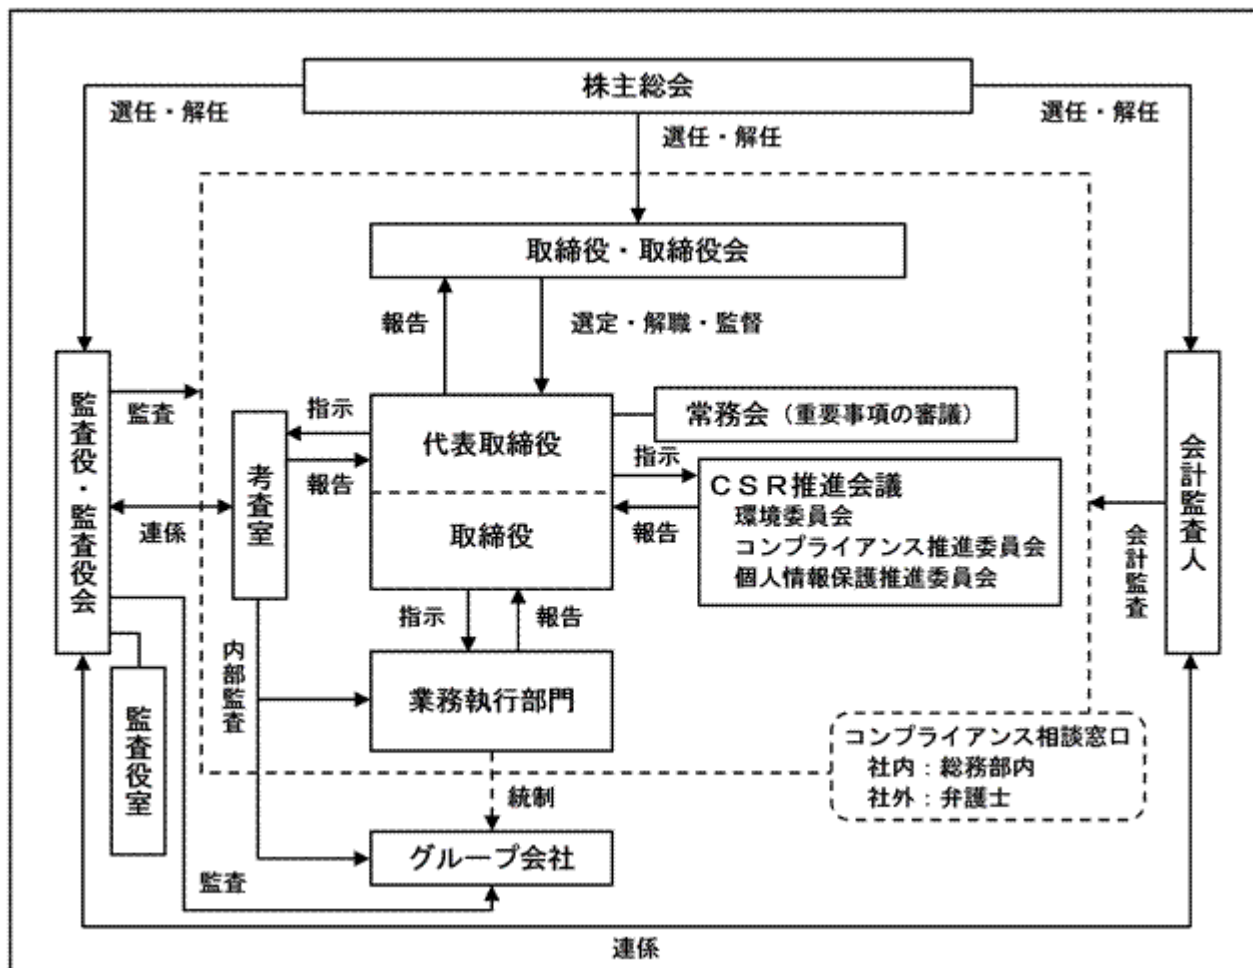 株主総会
選任・解任
選任・解任
選任・解任
取締役・取締役会
報告
選定・解職・監督
監査役・監査役会
監査
指示
代表取締役
常務会（重要事項の審議）
考査室
報告
指示
ＣＳＲ推進会議
環境委員会
コンプライアンス推進委員会
個人情報保護推進委員会
会計監査人
連係
取締役
報告
会計監査
指示
報告
内部監査
業務執行部門
監査役室
コンプライアンス相談窓口
社内：総務部内
社外：弁護士
統制
グループ会社
監査
連係